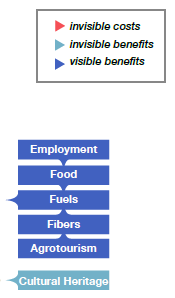 invisible costs
invisible benefits
visible benefits
Employment
Food
Fuels
Fibers
Agrotourism
Cultural Heritage